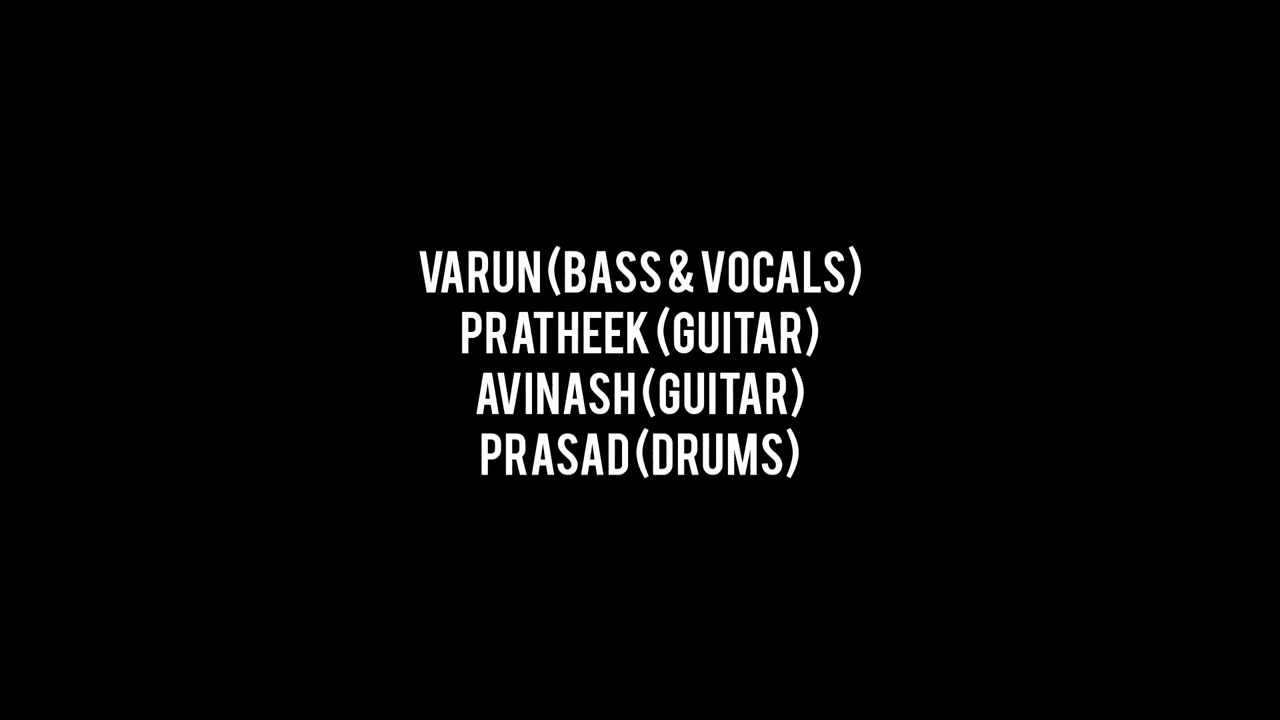 VARUN (BASS & VOCALS)
PRATHEEK (GUITAR)
AVINASH (GUITAR)
PRASAD (DRUMS)